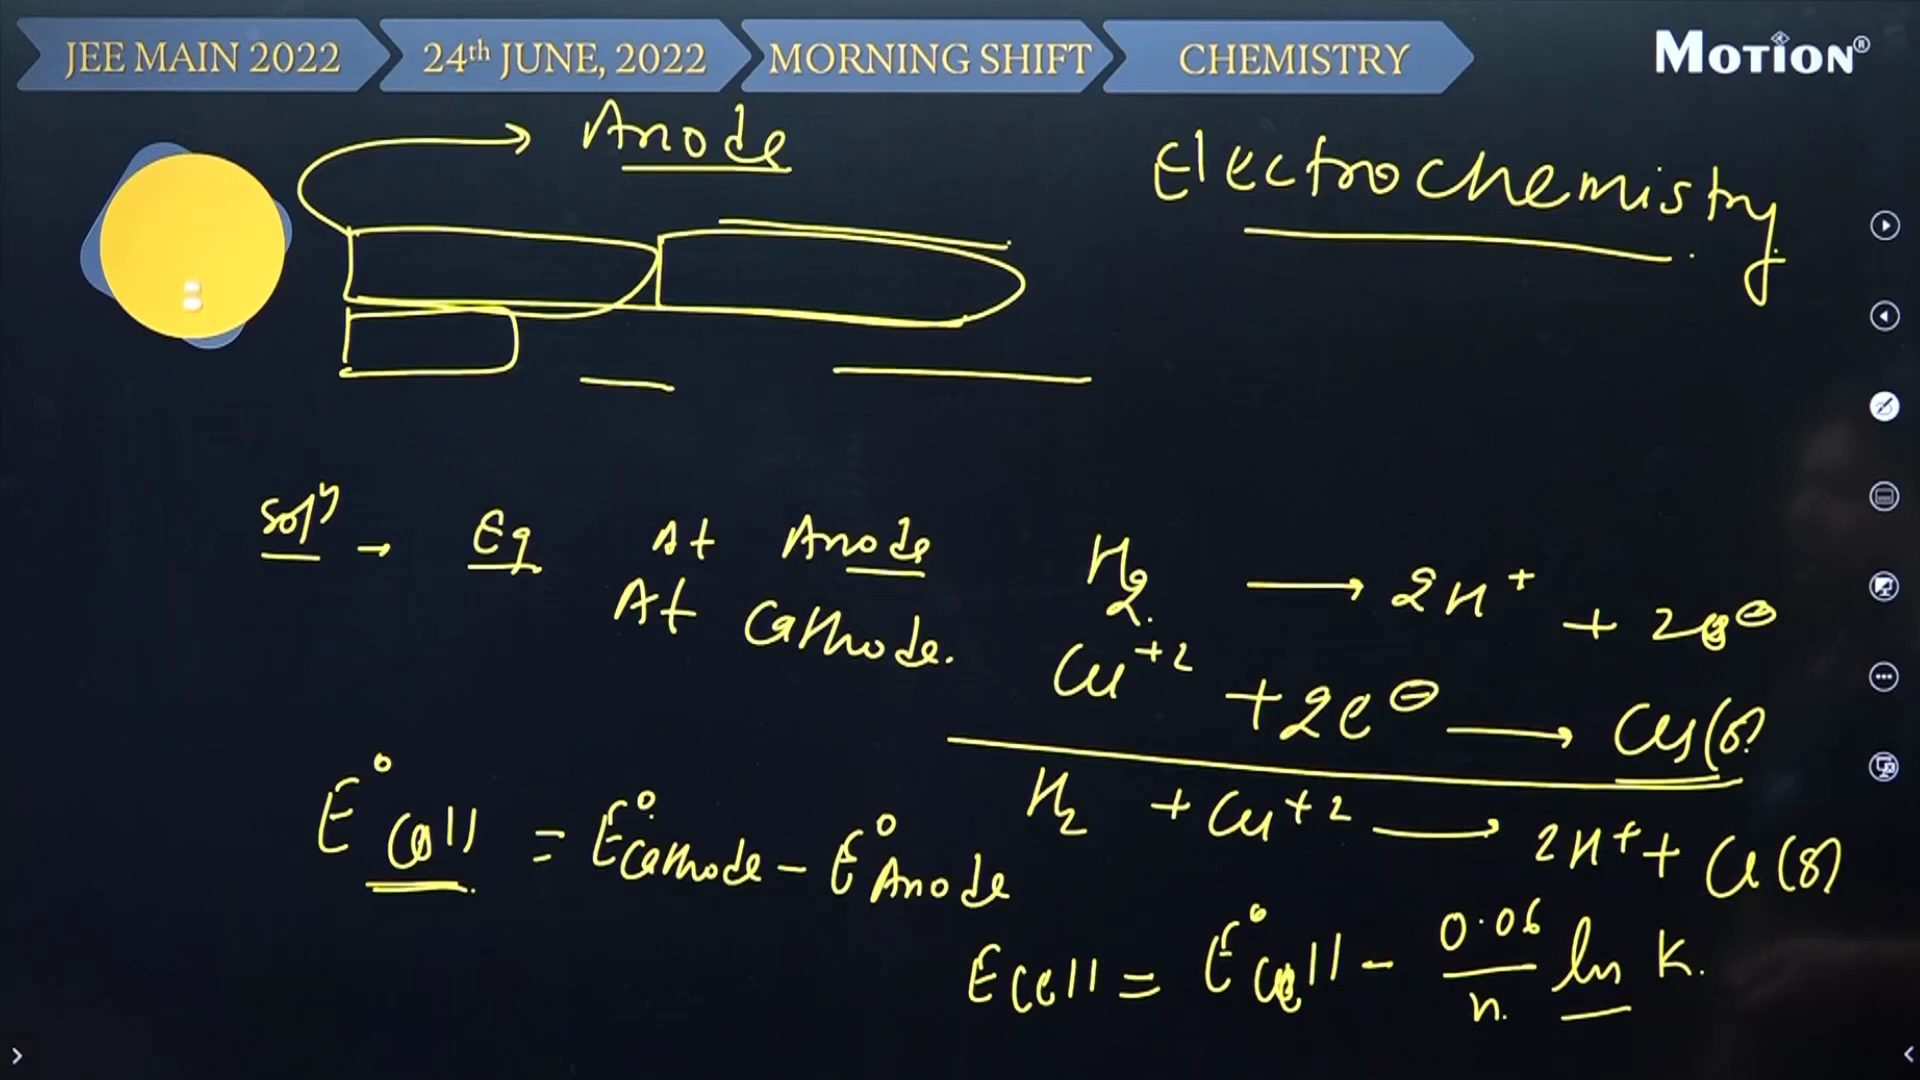 JEE MAIN 2022 24th JUNE, 2022 MORNING SHIFT CHEMISTRY MOTION®
Anode
Electrochemistry
Solⁿ → Eq At Anode H₂ ⟶ 2H⁺ + 2e⊖
At Cathode. Cu⁺² + 2e⊖ ⟶ Cu(s)
H₂ + Cu⁺² ⟶ 2H⁺ + Cu(s)
E°cell = E°Cathode - E°Anode
Ecell = E°cell - 0.06/n. ln K.